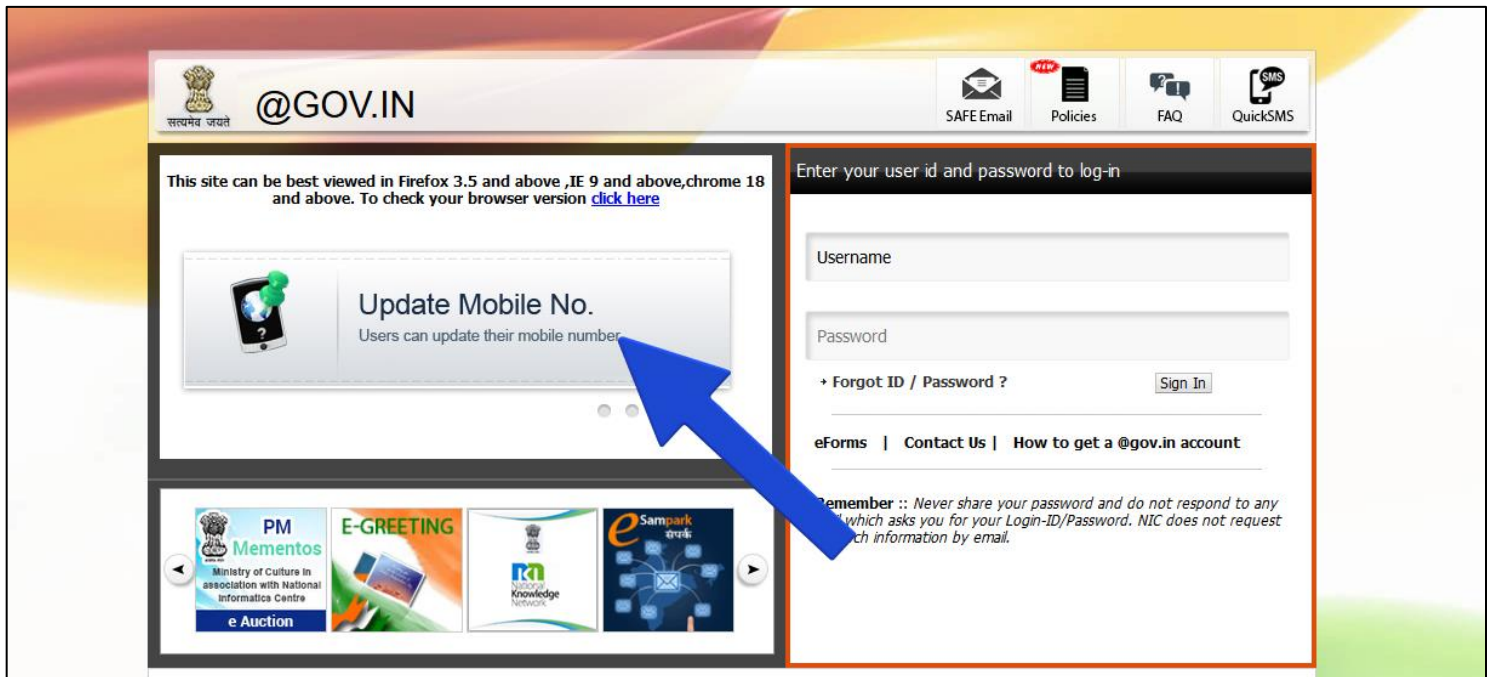 सत्यमेव जयते
@GOV.IN
SAFE Email
NEW
Policies
FAQ
SMS
QuickSMS
This site can be best viewed in Firefox 3.5 and above ,IE 9 and above,chrome 18
and above. To check your browser version click here
Update Mobile No.
Users can update their mobile number
Enter your user id and password to log-in
Username
Password
Forgot ID / Password ?
Sign In
eForms | Contact Us | How to get a @gov.in account
Remember :: Never share your password and do not respond to any
which asks you for your Login-ID/Password. NIC does not request
information by email.
PM
Mementos
Ministry of Culture in
association with National
Informatics Centre
e Auction
E-GREETING
National
Knowledge
Network
eSampark
संपर्क